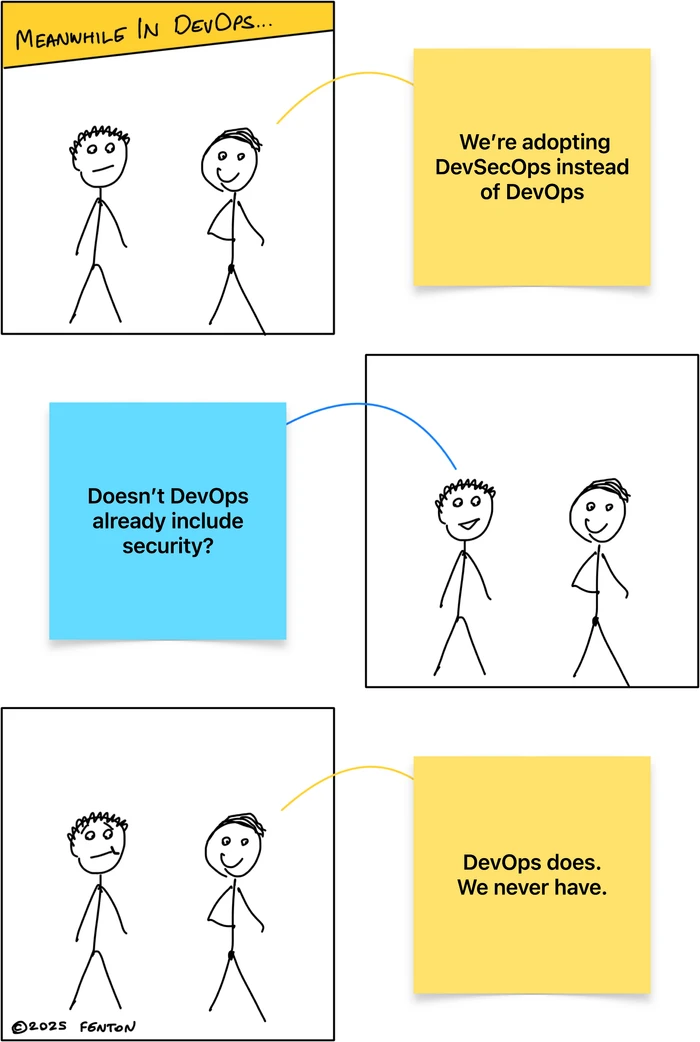 MEANWHILE IN DEVOPS...
We're adopting
DevSecOps instead
of DevOps
Doesn't DevOps
already include
security?
DevOps does.
We never have.
©2025 FENTON